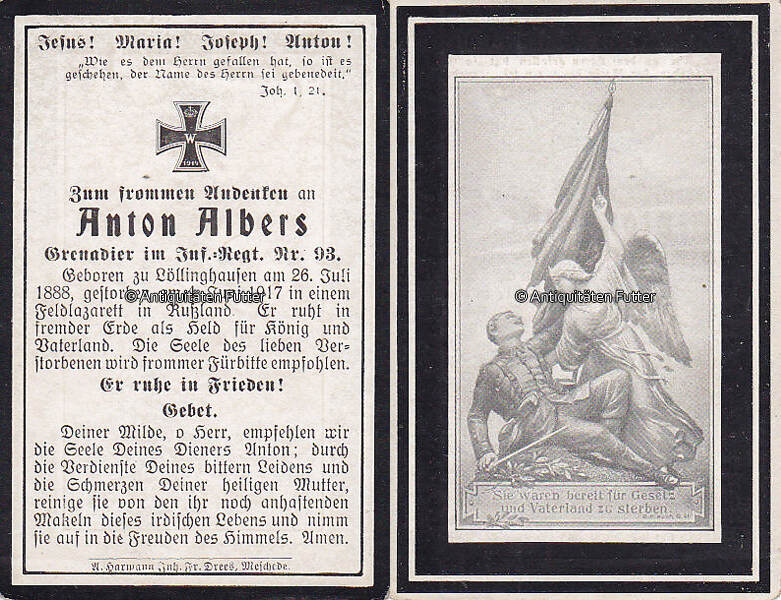 Jesus! Maria! Joseph! Anton!
„Wie es dem Herrn gefallen hat, so ist es
geschehen, der Name des Herrn sei gebenedeit."
Job. 1, 21.
W
1914
Zum frommen Andenken an
Anton Albers
Grenadier im Inf.-Regt. Nr. 93.
Geboren zu Löllinghausen am 26. Juli
1888, gestorben am 1917 in einem
© Antiquitäten Futter
Feldlazarett in Rußland. Er ruht in
fremder Erde als Held für König und
Vaterland. Die Seele des lieben Ver-
storbenen wird frommer Fürbitte empfohlen.
Er ruhe in Frieden!
Gebet.
Deiner Milde, o Herr, empfehlen wir
die Seele Deines Dieners Anton; durch
die Verdienste Deines bittern Leidens und
die Schmerzen Deiner heiligen Mutter,
reinige sie von den ihr noch anhaftenden
Makeln dieses irdischen Lebens und nimm
sie auf in die Freuden des Himmels. Amen.
A. Harmann Inh. Fr. Drees, Meschede.
© Antiquitäten Futter
Sie waren bereit für Gesetz
und Vaterland zu sterben.